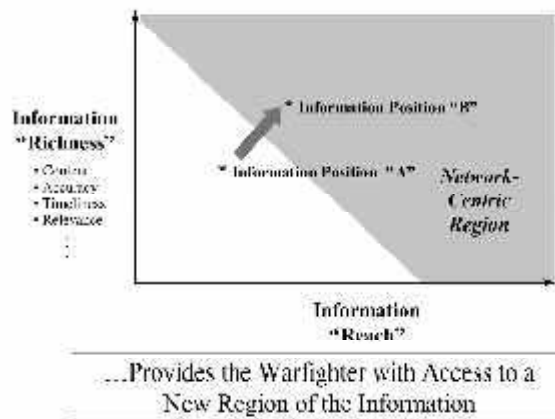 Information
“Richness”
• Content
• Accuracy
• Timeliness
• Relevance
* Information Position “B”
* Information Position “A”
Network-
Centric
Region
Information
“Reach”
...Provides the Warfighter with Access to a
New Region of the Information